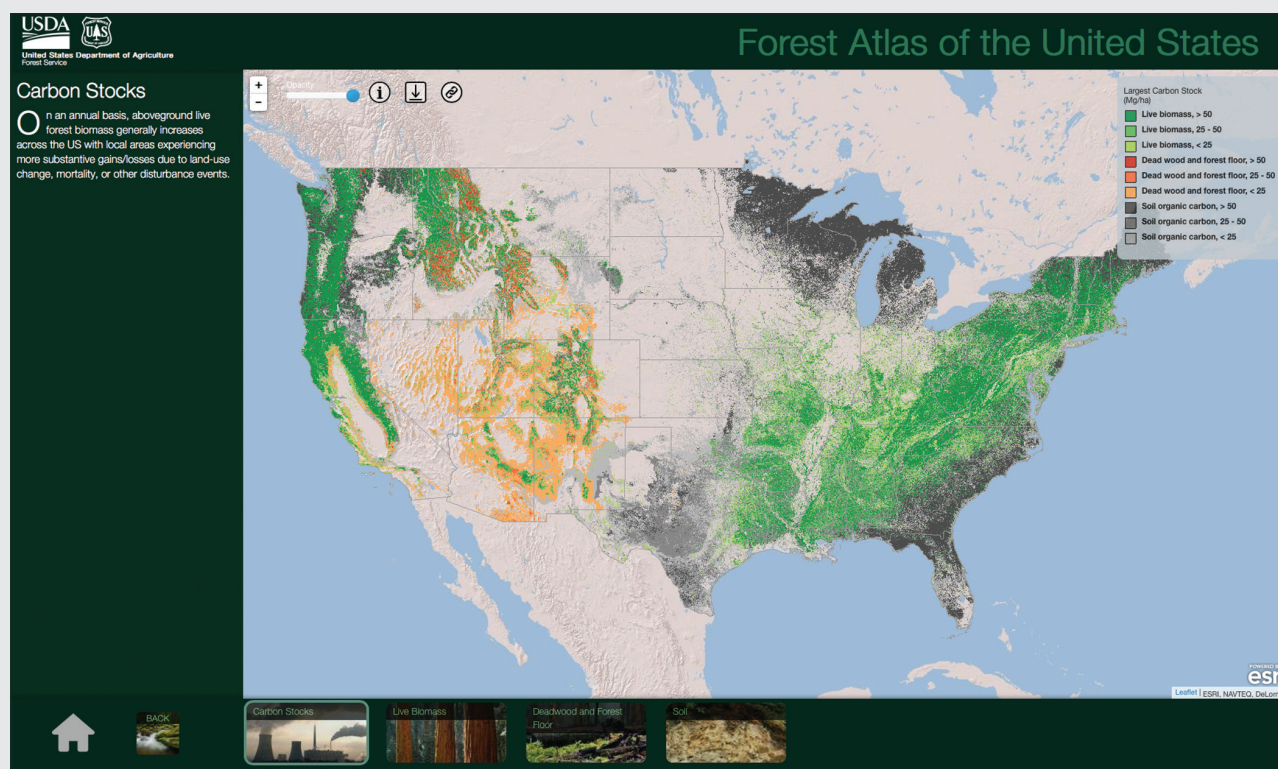 USDA
UAS
United States Department of Agriculture
Forest Service
Forest Atlas of the United States
Carbon Stocks
On an annual basis, aboveground live
forest biomass generally increases
across the US with local areas experiencing
more substantive gains/losses due to land-use
change, mortality, or other disturbance events.
+
−
Opacity
Largest Carbon Stock
(Mg/ha)
Live biomass, > 50
Live biomass, 25 - 50
Live biomass, < 25
Dead wood and forest floor, > 50
Dead wood and forest floor, 25 - 50
Dead wood and forest floor, < 25
Soil organic carbon, > 50
Soil organic carbon, 25 - 50
Soil organic carbon, < 25
POWERED B
esri
Leaflet | ESRI, NAVTEQ, DeLorm
BACK
Carbon Stocks
Live Biomass
Deadwood and Forest
Floor
Soil